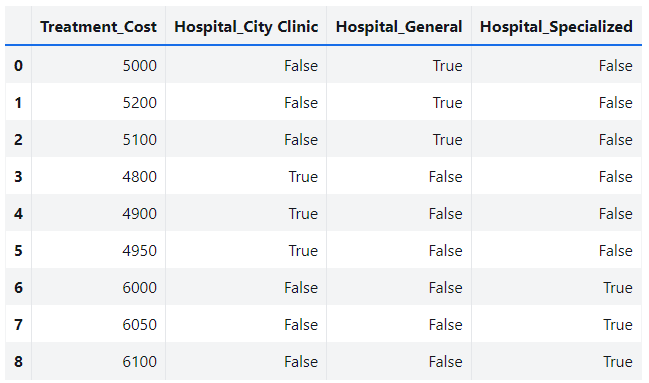 Treatment_Cost Hospital_City Clinic Hospital_General Hospital_Specialized
0 5000 False True False
1 5200 False True False
2 5100 False True False
3 4800 True False False
4 4900 True False False
5 4950 True False False
6 6000 False False True
7 6050 False False True
8 6100 False False True